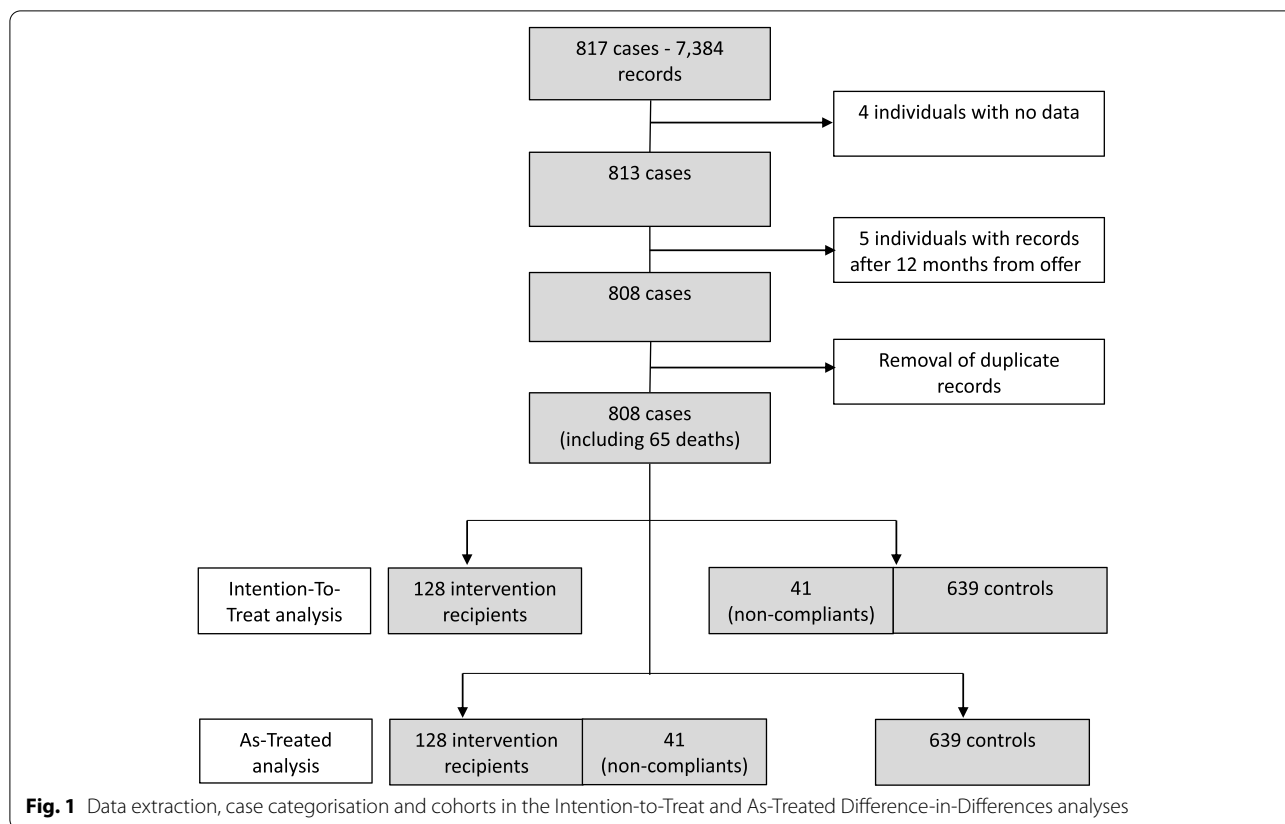 817 cases - 7,384
records
4 individuals with no data
813 cases
5 individuals with records
after 12 months from offer
808 cases
Removal of duplicate
records
808 cases
(including 65 deaths)
Intention-To-
Treat analysis
128 intervention
recipients
41
(non-compliants)
639 controls
As-Treated
analysis
128 intervention
recipients
41
(non-compliants)
639 controls
Fig. 1 Data extraction, case categorisation and cohorts in the Intention-to-Treat and As-Treated Difference-in-Differences analyses